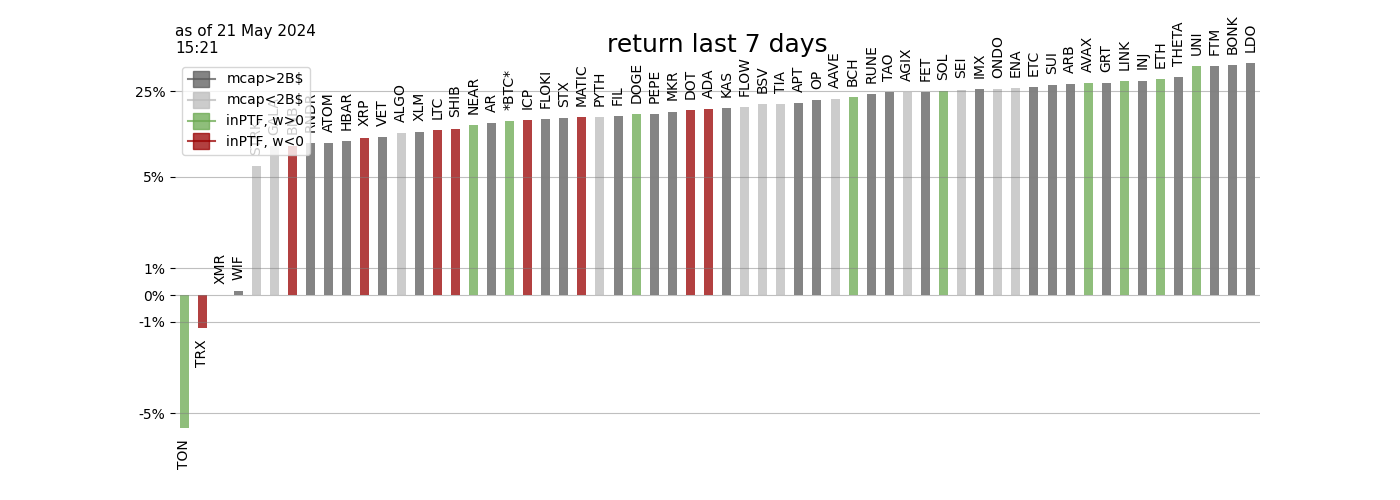 as of 21 May 2024
15:21
return last 7 days
mcap>2B$
mcap<2B$
inPTF, w>0
inPTF, w<0
25%
5%
1%
0%
-1%
-5%
TON
TRX
XMR
WIF
BNB
RNDR
ATOM
HBAR
XRP
VET
ALGO
XLM
LTC
SHIB
NEAR
AR
*BTC*
ICP
FLOKI
STX
MATIC
PYTH
FIL
DOGE
PEPE
MKR
DOT
ADA
KAS
FLOW
BSV
TIA
APT
OP
AAVE
BCH
RUNE
TAO
AGIX
FET
SOL
SEI
IMX
ONDO
ENA
ETC
SUI
ARB
AVAX
GRT
LINK
INJ
ETH
THETA
UNI
FTM
BONK
LDO